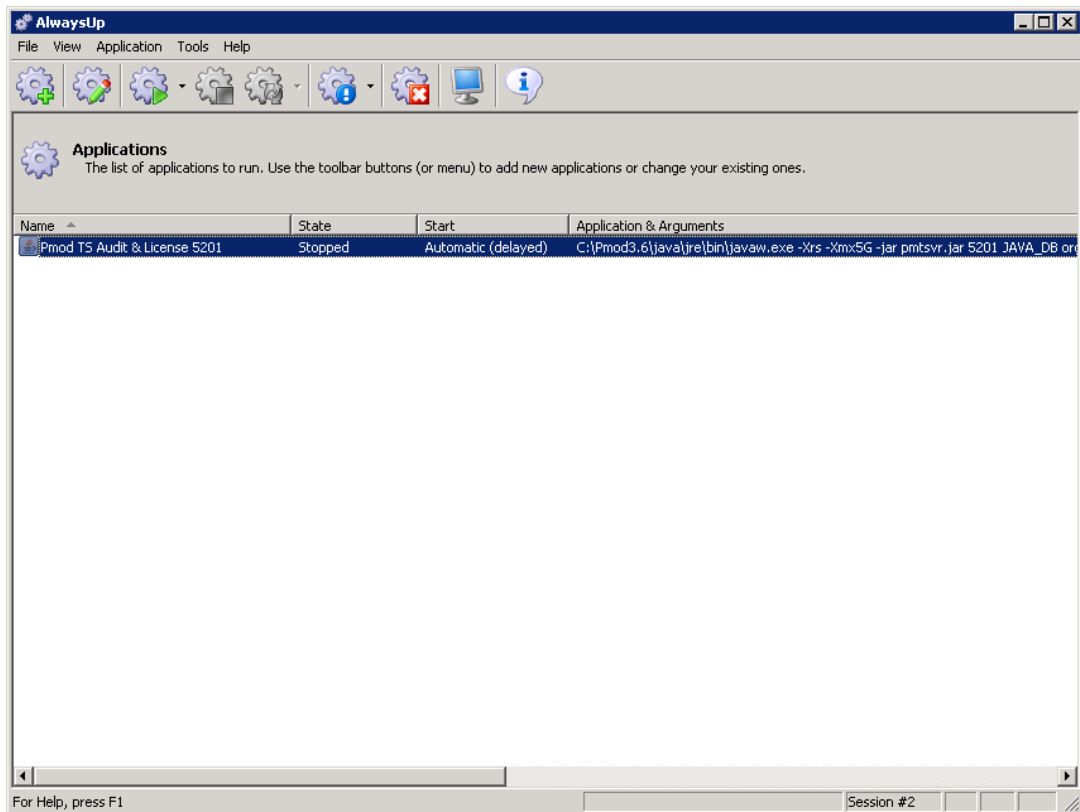 AlwaysUp
File View Application Tools Help
Applications
The list of applications to run. Use the toolbar buttons (or menu) to add new applications or change your existing ones.
Name State Start Application & Arguments
Pmod TS Audit & License 5201 Stopped Automatic (delayed) C:\Pmod3.6\java\jre\bin\javaw.exe -Xrs -Xmx5G -jar pmtsvr.jar 5201 JAVA_DB orc
For Help, press F1 Session #2